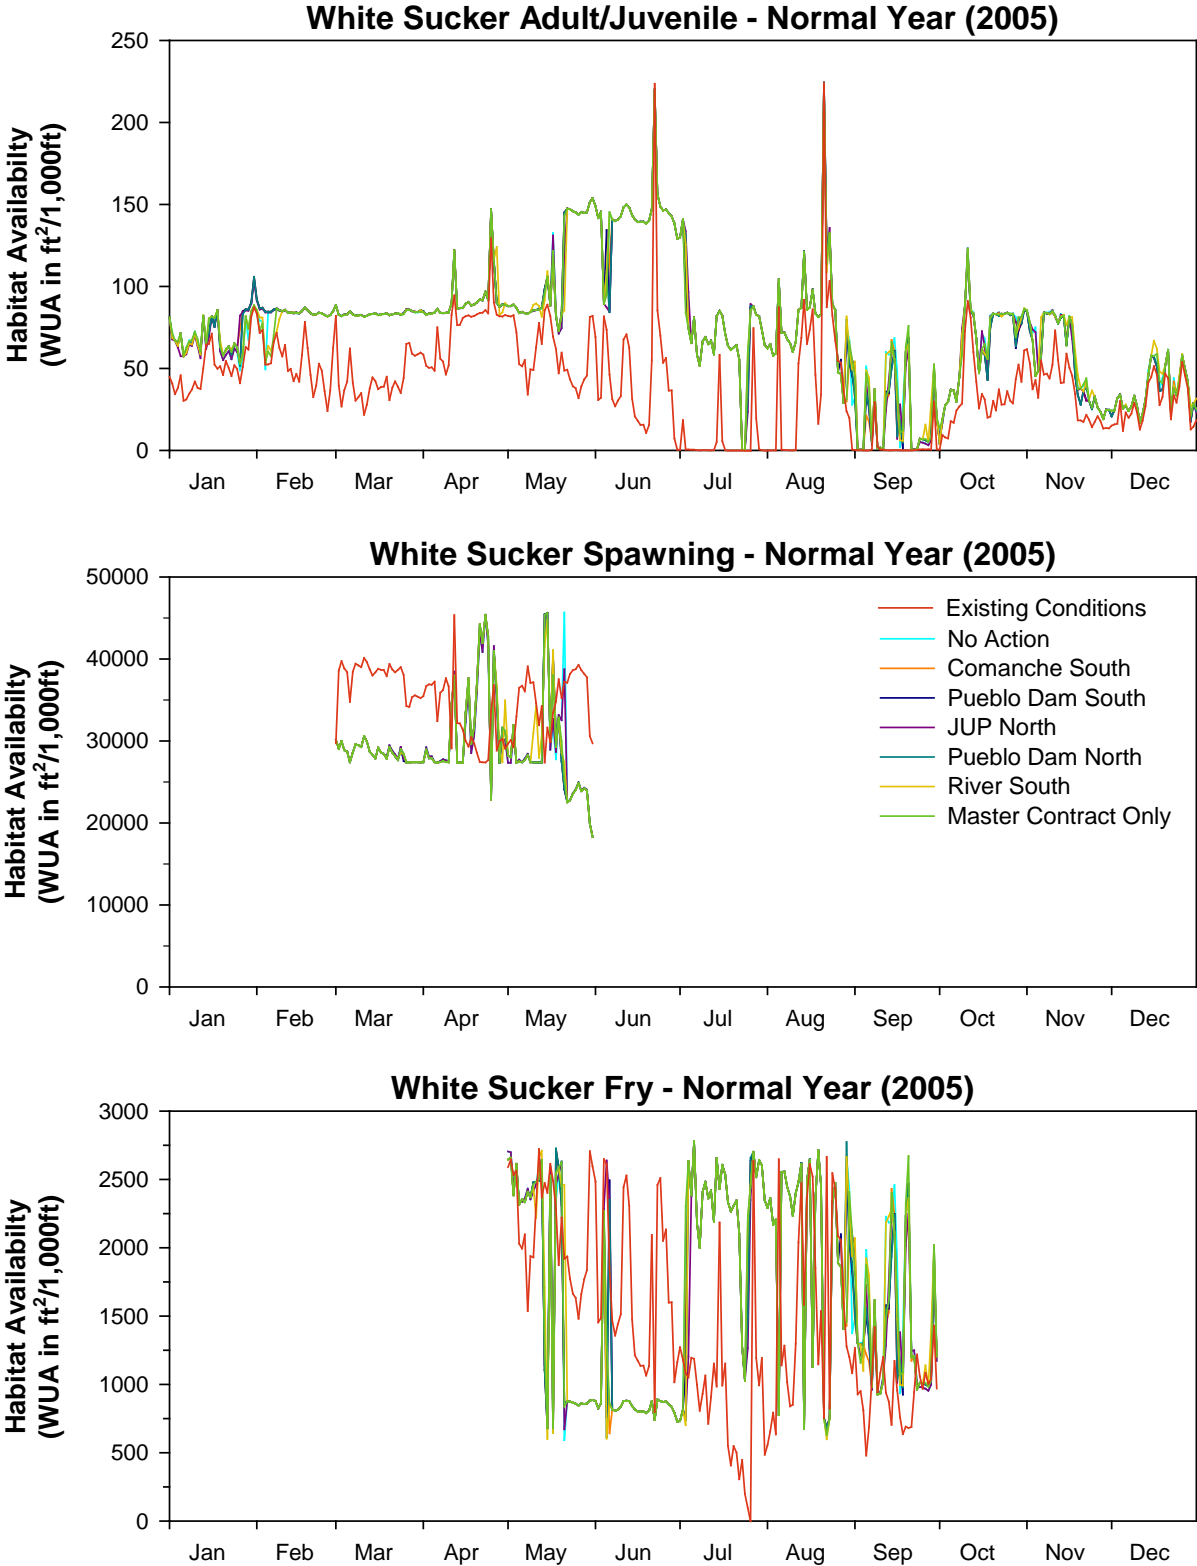 White Sucker Adult/Juvenile - Normal Year (2005)
Habitat Availabilty
(WUA in ft²/1,000ft)
250
200
150
100
50
0
Jan Feb Mar Apr May Jun Jul Aug Sep Oct Nov Dec
White Sucker Spawning - Normal Year (2005)
Habitat Availabilty
(WUA in ft²/1,000ft)
50000
40000
30000
20000
10000
0
Existing Conditions
No Action
Comanche South
Pueblo Dam South
JUP North
Pueblo Dam North
River South
Master Contract Only
Jan Feb Mar Apr May Jun Jul Aug Sep Oct Nov Dec
White Sucker Fry - Normal Year (2005)
Habitat Availabilty
(WUA in ft²/1,000ft)
3000
2500
2000
1500
1000
500
0
Jan Feb Mar Apr May Jun Jul Aug Sep Oct Nov Dec